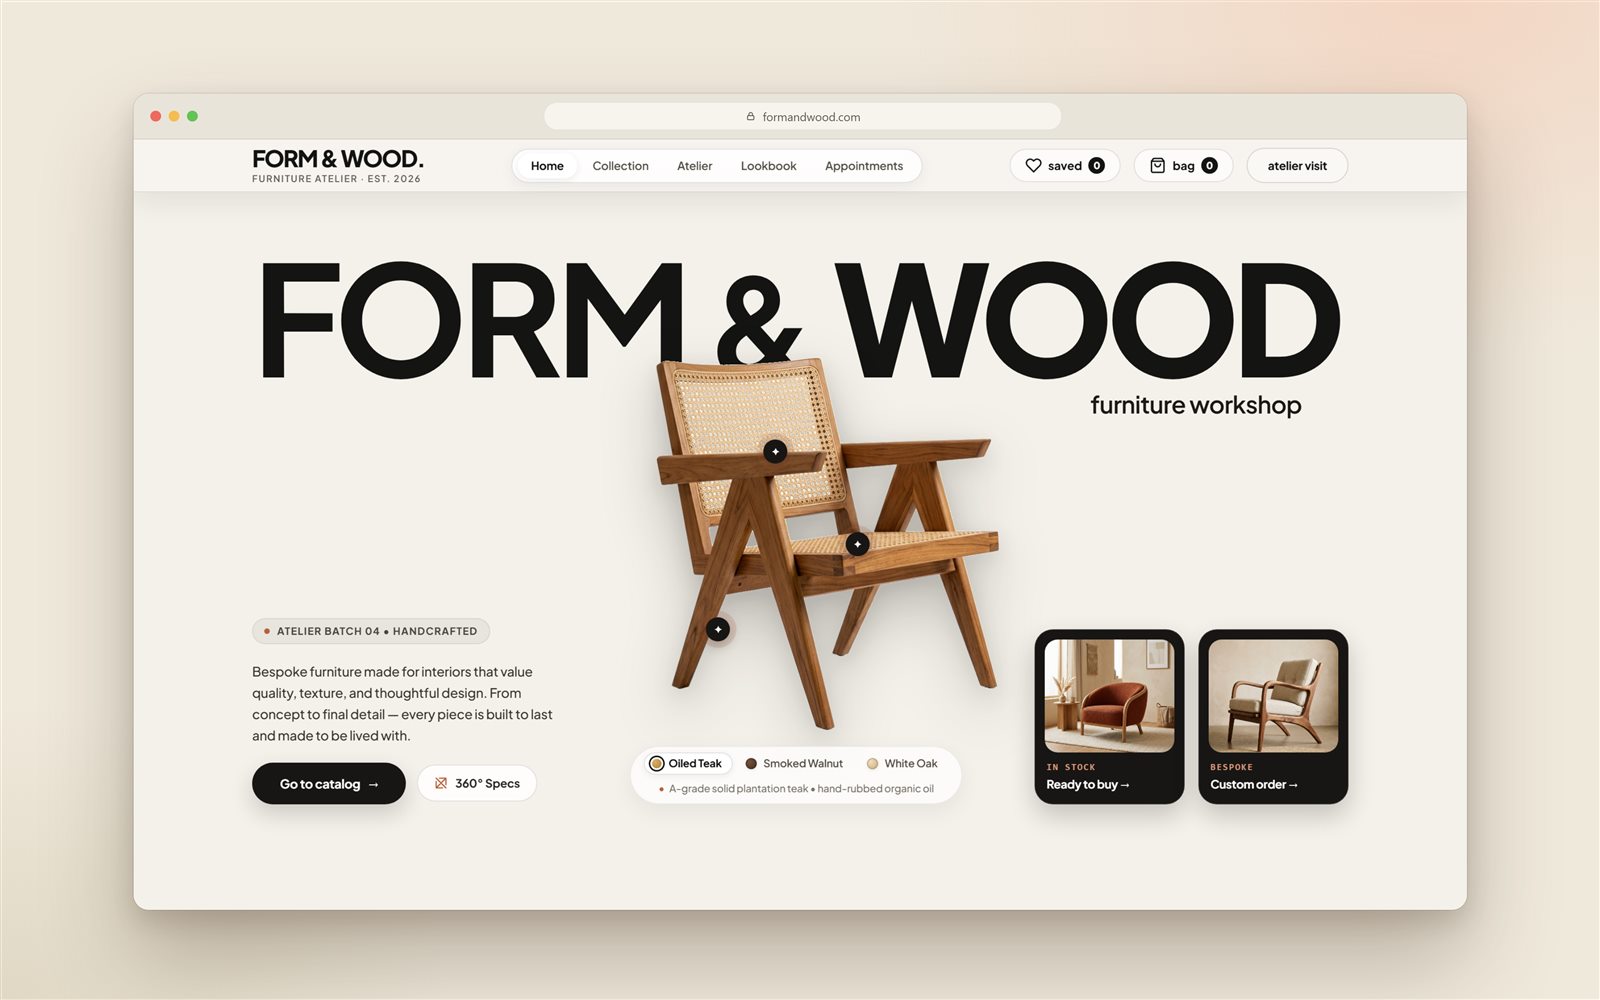 formandwood.com
FORM & WOOD.
FURNITURE ATELIER · EST. 2026
Home
Collection
Atelier
Lookbook
Appointments
saved 0
bag 0
atelier visit
FORM & WOOD
furniture workshop
ATELIER BATCH 04 • HANDCRAFTED
Bespoke furniture made for interiors that value
quality, texture, and thoughtful design. From
concept to final detail — every piece is built to last
and made to be lived with.
Go to catalog →
360° Specs
Oiled Teak
Smoked Walnut
White Oak
• A-grade solid plantation teak • hand-rubbed organic oil
IN STOCK
Ready to buy →
BESPOKE
Custom order →